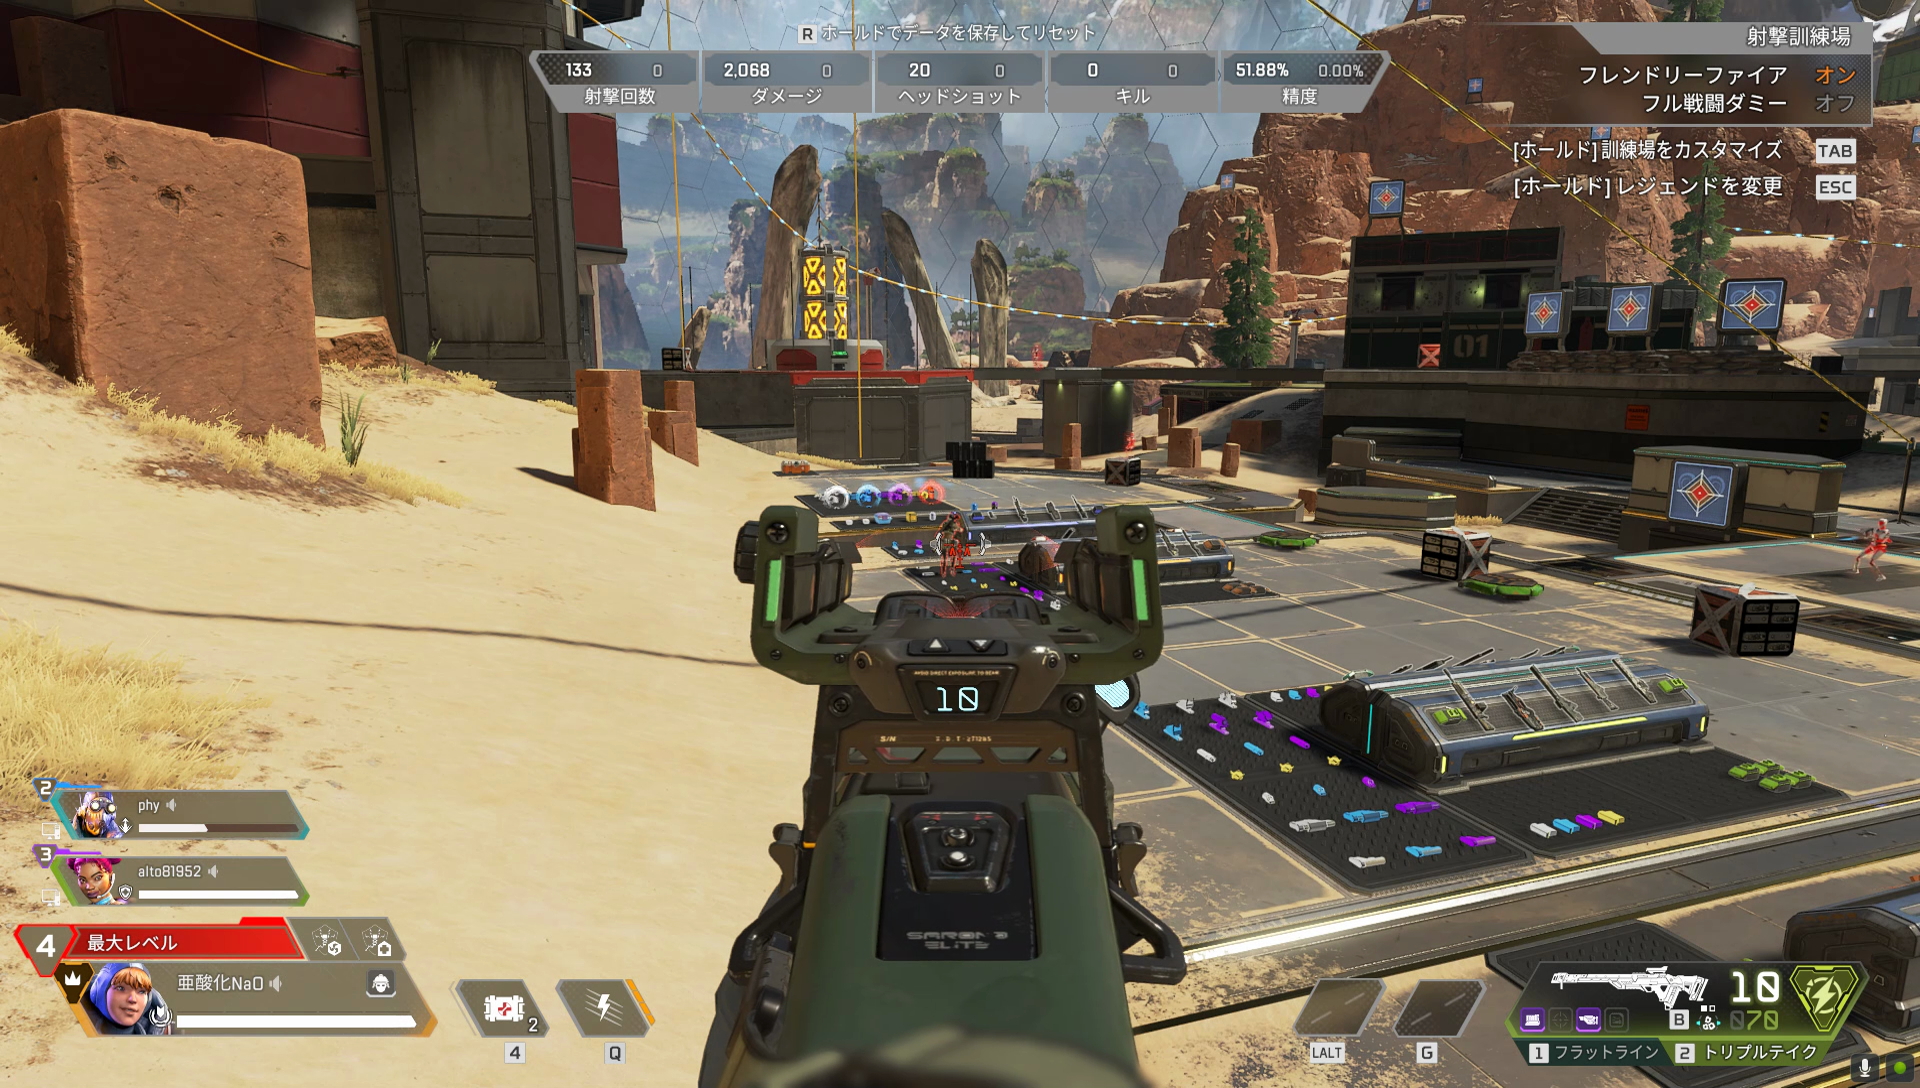 R ホールドでデータを保存してリセット
133 0 2,068 0 20 0 0 0 51.88% 0.00%
射撃回数 ダメージ ヘッドショット キル 精度
射撃訓練場
フレンドリーファイア オン
フル戦闘ダミー オフ
[ホールド]訓練場をカスタマイズ TAB
[ホールド]レジェンドを変更 ESC
01
10
2 phy
3 alto81952
4 最大レベル
亜酸化NaO
2
4 Q
LALT G
10
B 070
1 フラットライン 2 トリプルテイク